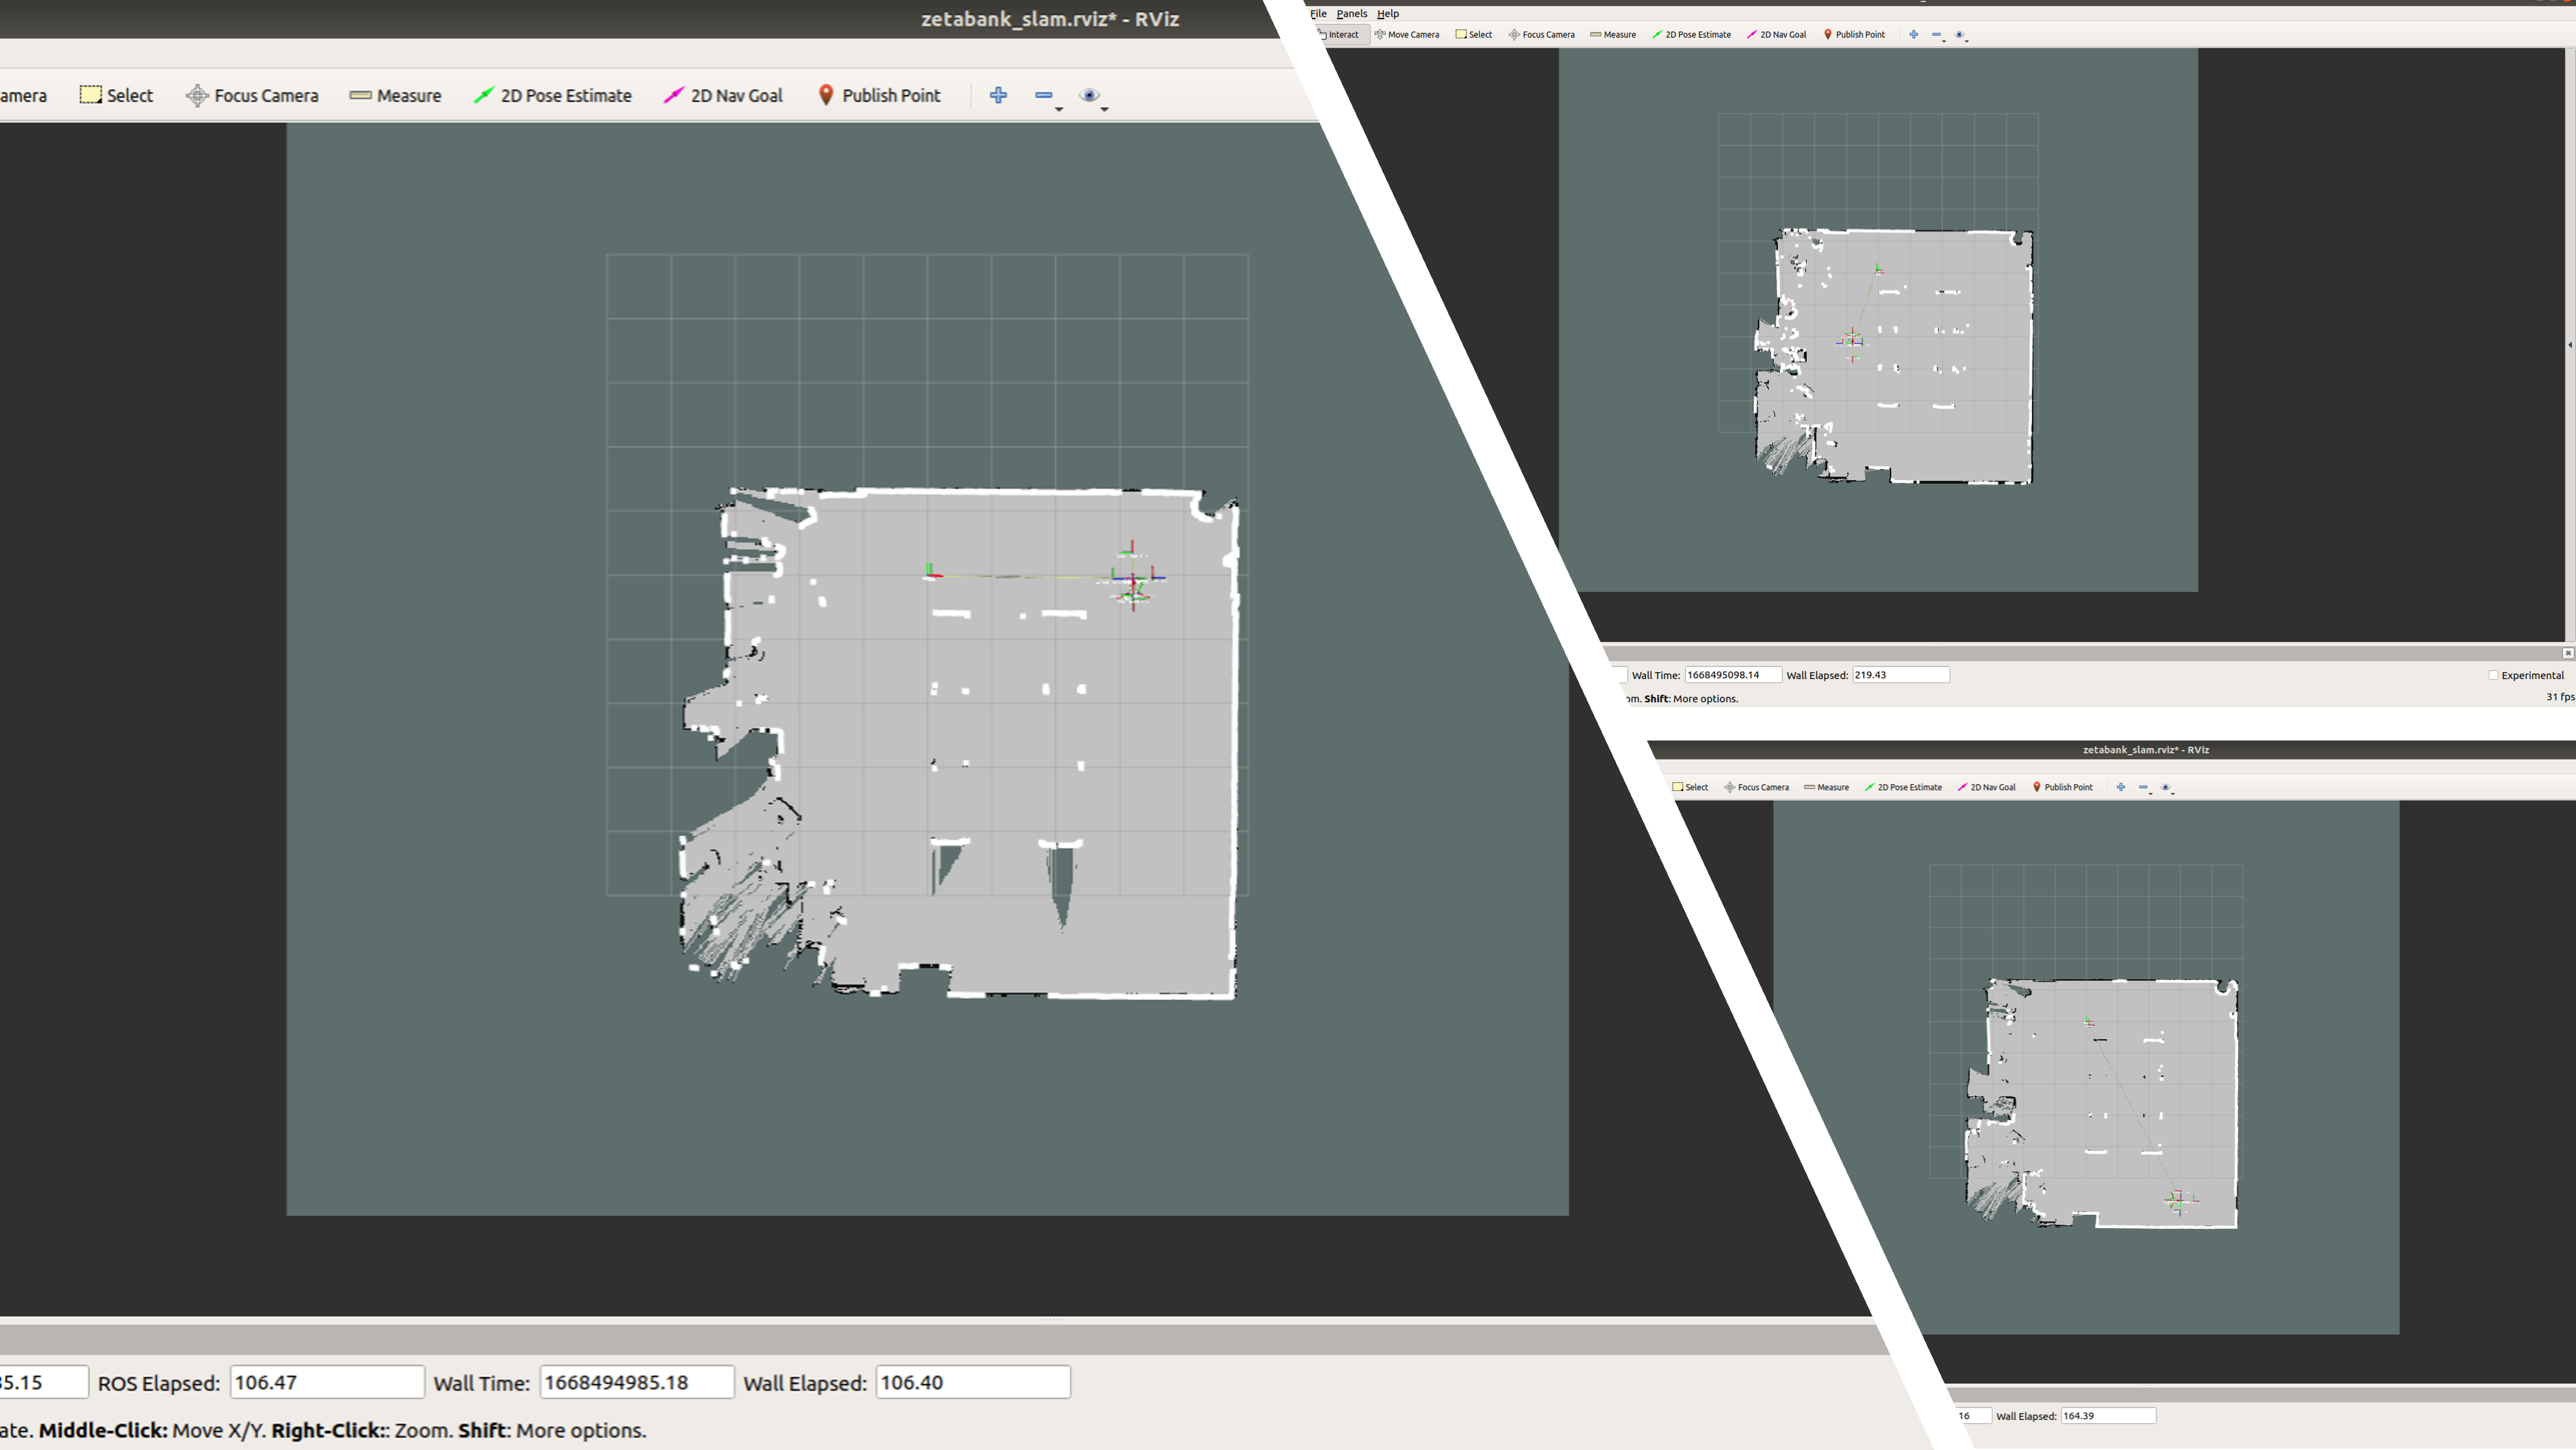 zetabank_slam.rviz* - RViz
Select Focus Camera Measure 2D Pose Estimate 2D Nav Goal Publish Point
ROS Elapsed: 106.47 Wall Time: 1668494985.18 Wall Elapsed: 106.40
Middle-Click: Move X/Y. Right-Click:: Zoom. Shift: More options.
File Panels Help
Interact Move Camera Select Focus Camera Measure 2D Pose Estimate 2D Nav Goal Publish Point
Wall Time: 1668495098.14 Wall Elapsed: 219.43 Experimental
Shift: More options. 31 fps
zetabank_slam.rviz* - RViz
Select Focus Camera Measure 2D Pose Estimate 2D Nav Goal Publish Point
16 Wall Elapsed: 164.39